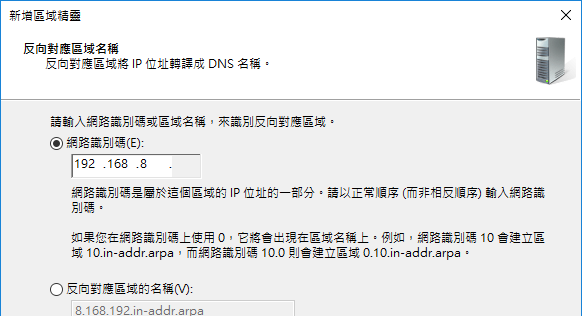 新增區域精靈
反向對應區域名稱
反向對應區域將 IP 位址轉譯成 DNS 名稱。
請輸入網路識別碼或區域名稱，來識別反向對應區域。
網路識別碼(E):
192 .168 .8 .
網路識別碼是屬於這個區域的 IP 位址的一部分。請以正常順序 (而非相反順序) 輸入網路識
別碼。
如果您在網路識別碼上使用 0，它將會出現在區域名稱上。例如，網路識別碼 10 會建立區
域 10.in-addr.arpa，而網路識別碼 10.0 則會建立區域 0.10.in-addr.arpa。
反向對應區域的名稱(V):
8.168.192.in-addr.arpa